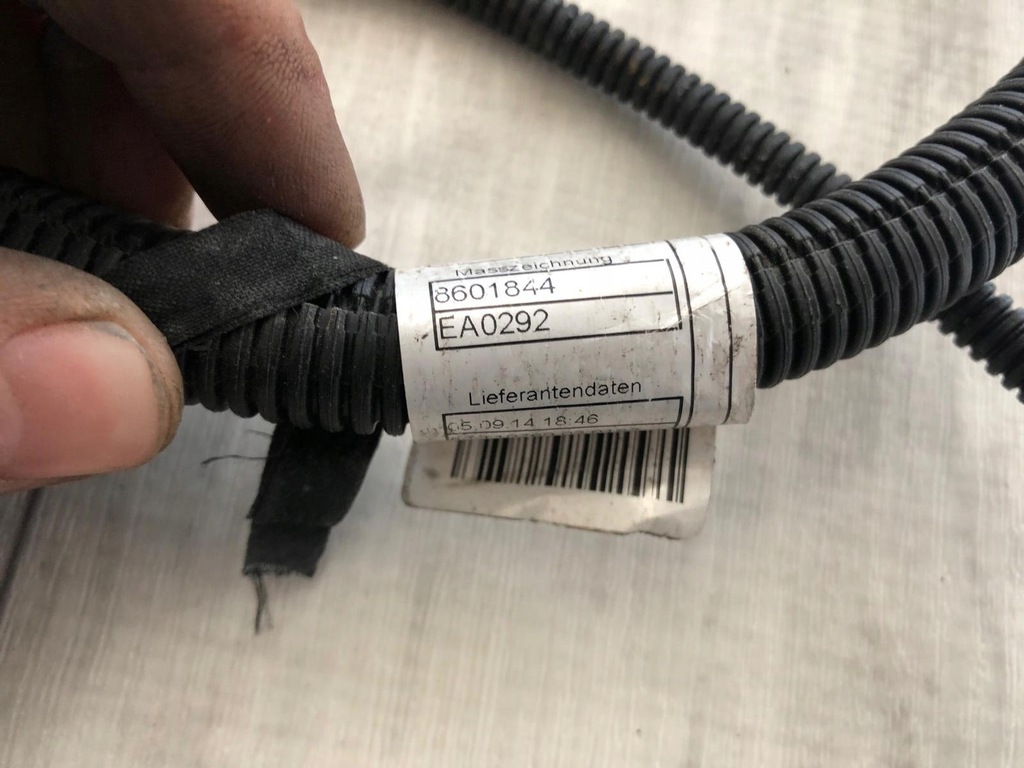 Masszeichnung
8601844
EA0292
Lieferantendaten
05.09.14 18:46